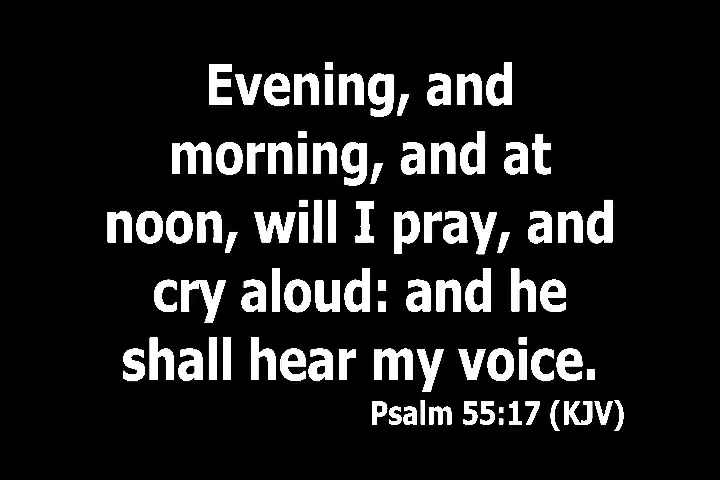 Evening, and
morning, and at
noon, will I pray, and
cry aloud: and he
shall hear my voice.
Psalm 55:17 (KJV)